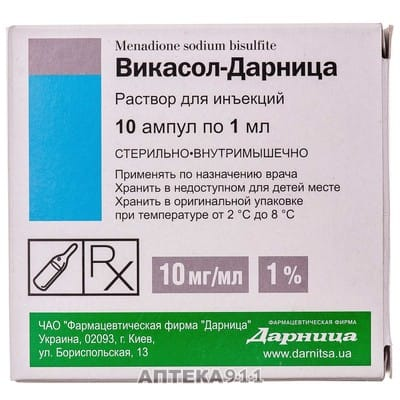 Menadione sodium bisulfite
Викасол-Дарница
Раствор для инъекций
10 ампул по 1 мл
СТЕРИЛЬНО•ВНУТРИМЫШЕЧНО
Применять по назначению врача
Хранить в недоступном для детей месте
Хранить в оригинальной упаковке
при температуре от 2 °С до 8 °С
RX
10 мг/мл
1 %
ЧАО "Фармацевтическая фирма "Дарница"
Украина, 02093, г. Киев,
ул. Бориспольская, 13
ФАРМАЦЕВТИЧЕСКАЯ ФИРМА
Дарница
www.darnitsa.ua
АПТЕКА911